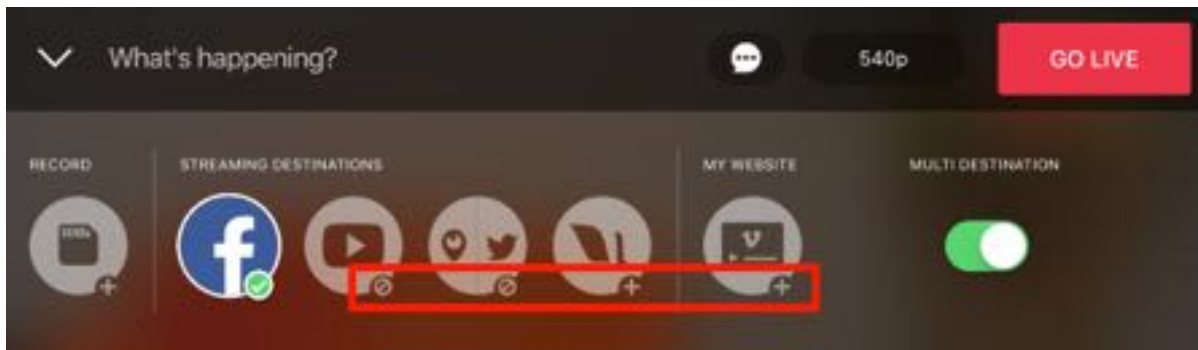 What's happening?
540p
GO LIVE
RECORD
STREAMING DESTINATIONS
MY WEBSITE
MULTI DESTINATION